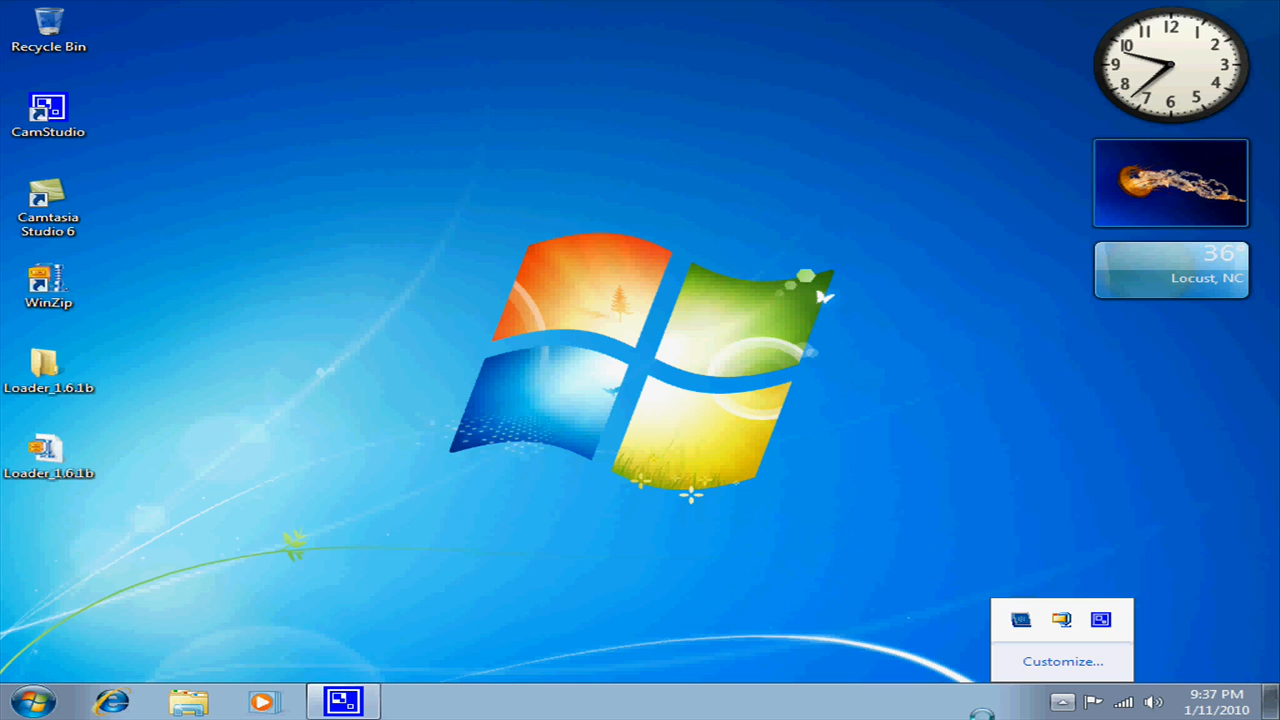 Recycle Bin
CamStudio
Camtasia
Studio 6
WinZip
Loader_1.6.1b
Loader_1.6.1b
12
1
2
3
4
5
6
7
8
9
10
11
36°
Locust, NC
Customize...
9:37 PM
1/11/2010